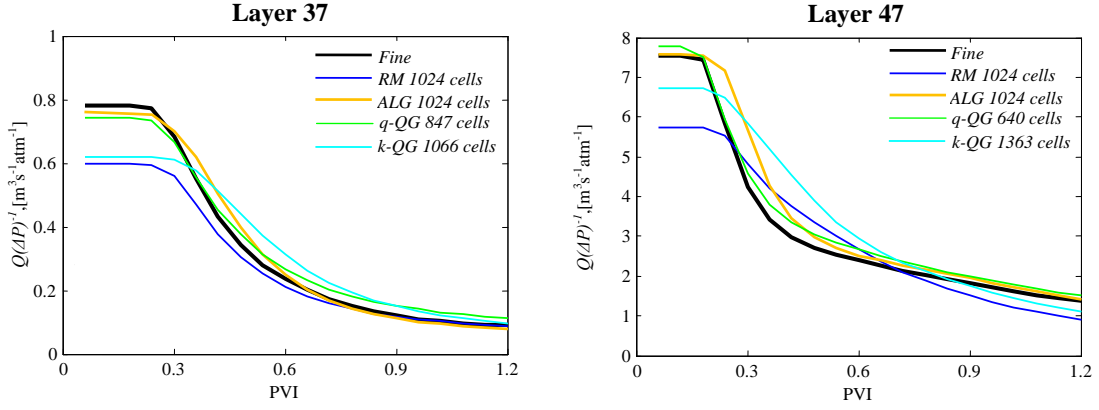 Layer 37
1
0.8
0.6
0.4
0.2
0
0
0.3
0.6
0.9
1.2
Q(ΔP)⁻¹,[m³s⁻¹atm⁻¹]
PVI
Fine
RM 1024 cells
ALG 1024 cells
q-QG 847 cells
k-QG 1066 cells
Layer 47
8
7
6
5
4
3
2
1
0
0
0.3
0.6
0.9
1.2
Q(ΔP)⁻¹,[m³s⁻¹atm⁻¹]
PVI
Fine
RM 1024 cells
ALG 1024 cells
q-QG 640 cells
k-QG 1363 cells